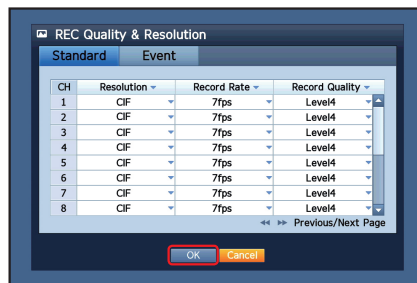 REC Quality & Resolution
Standard Event
CH Resolution Record Rate Record Quality
1 CIF 7fps Level4
2 CIF 7fps Level4
3 CIF 7fps Level4
4 CIF 7fps Level4
5 CIF 7fps Level4
6 CIF 7fps Level4
7 CIF 7fps Level4
8 CIF 7fps Level4
Previous/Next Page
OK Cancel